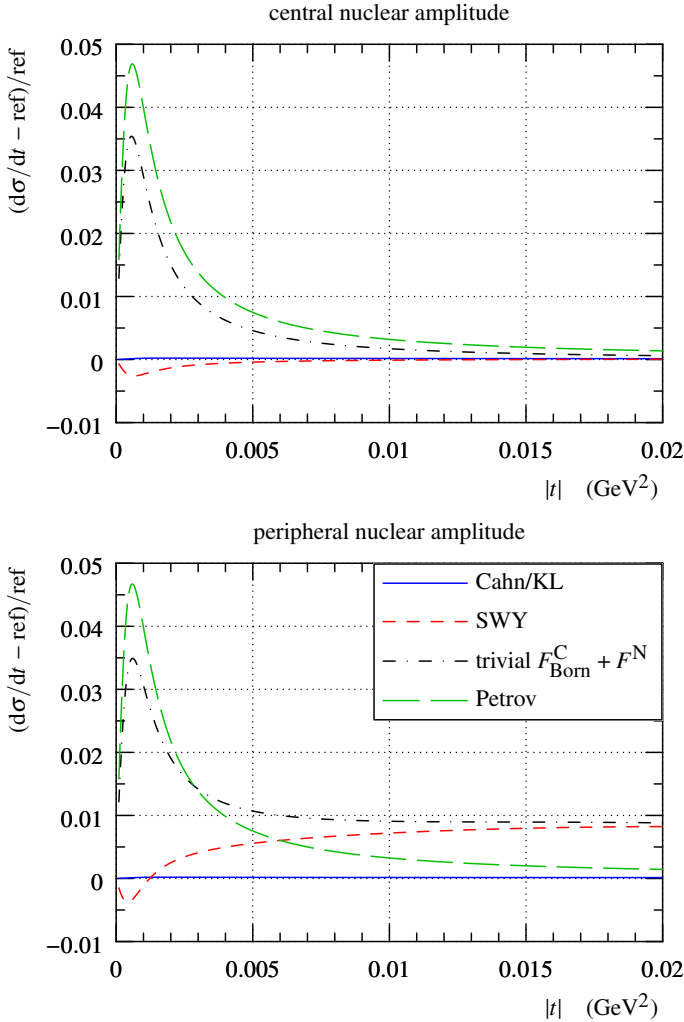 central nuclear amplitude
(dσ/dt − ref)/ref
0.05
0.04
0.03
0.02
0.01
0
−0.01
0 0.005 0.01 0.015 0.02
|t| (GeV²)
peripheral nuclear amplitude
(dσ/dt − ref)/ref
0.05
0.04
0.03
0.02
0.01
0
−0.01
Cahn/KL
SWY
trivial F^C_Born + F^N
Petrov
0 0.005 0.01 0.015 0.02
|t| (GeV²)